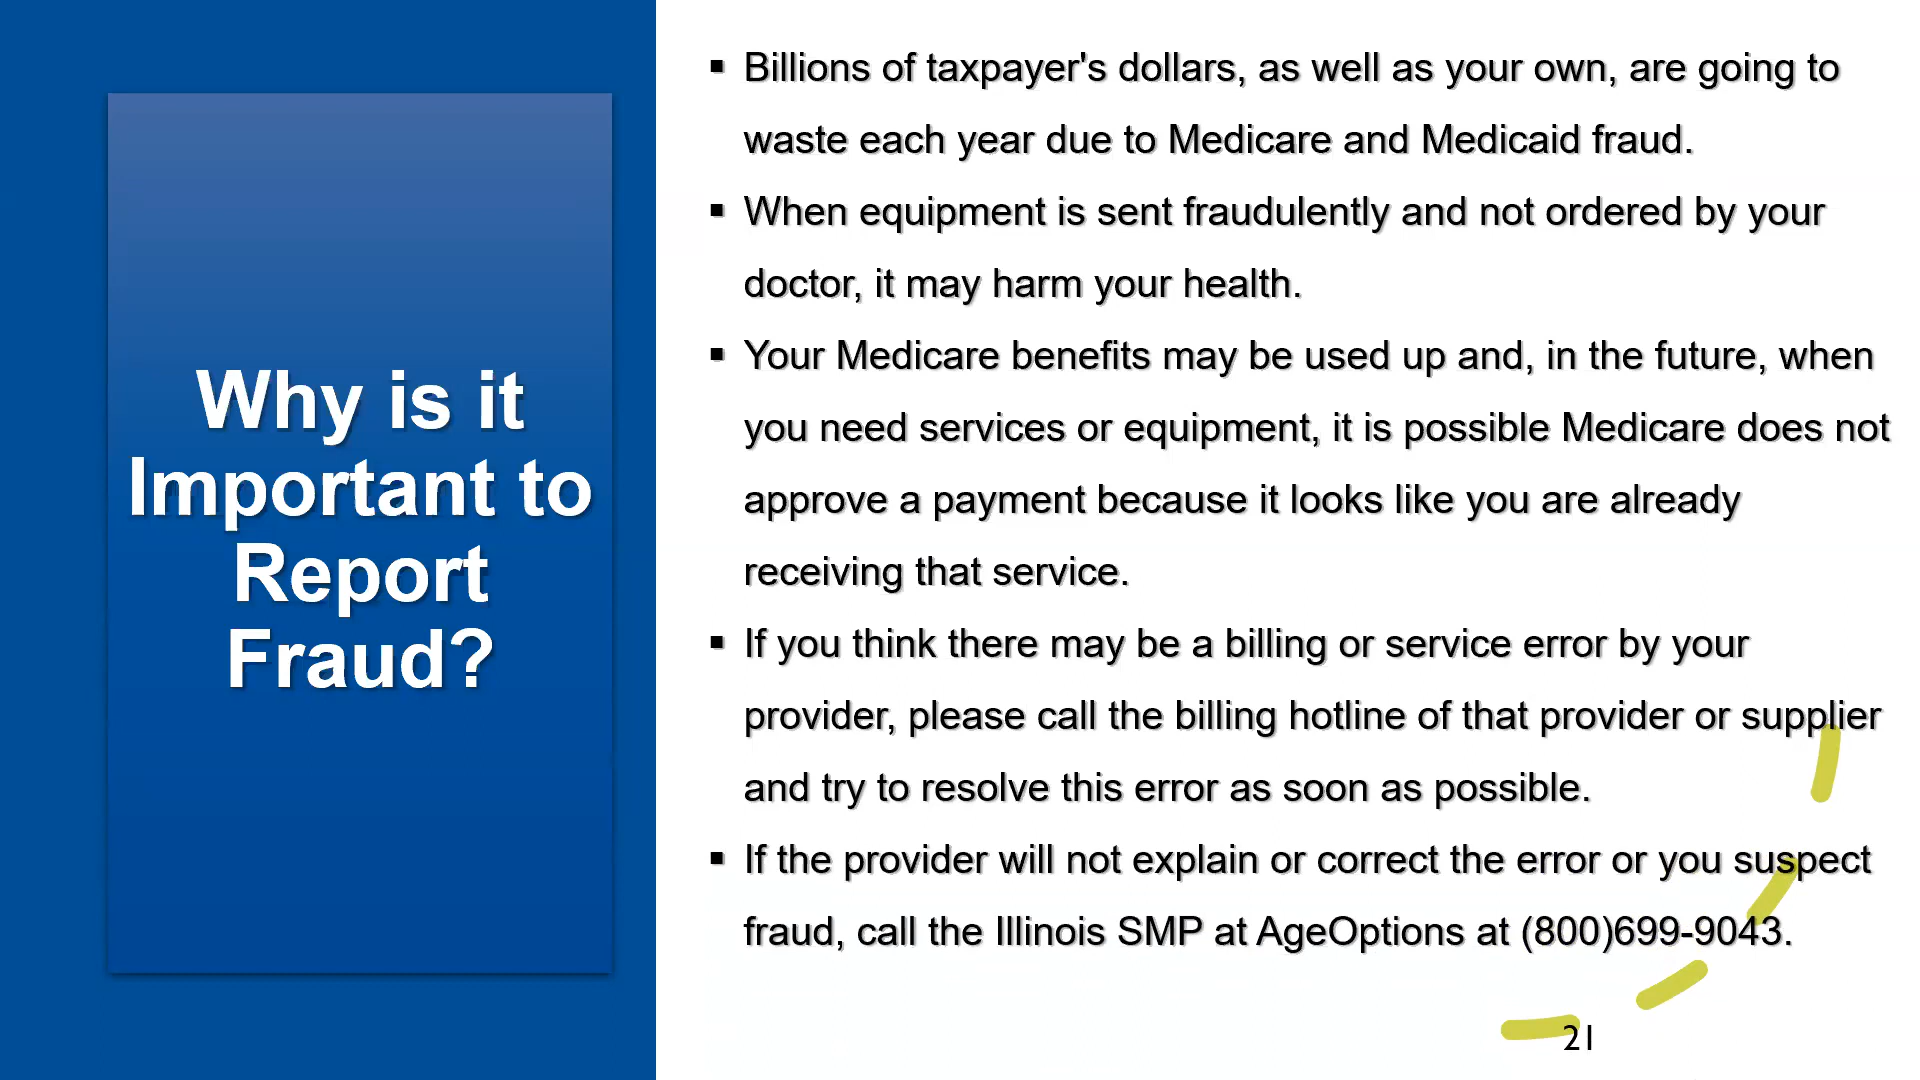 Why is it
Important to
Report
Fraud?
▪ Billions of taxpayer's dollars, as well as your own, are going to
waste each year due to Medicare and Medicaid fraud.
▪ When equipment is sent fraudulently and not ordered by your
doctor, it may harm your health.
▪ Your Medicare benefits may be used up and, in the future, when
you need services or equipment, it is possible Medicare does not
approve a payment because it looks like you are already
receiving that service.
▪ If you think there may be a billing or service error by your
provider, please call the billing hotline of that provider or supplier
and try to resolve this error as soon as possible.
▪ If the provider will not explain or correct the error or you suspect
fraud, call the Illinois SMP at AgeOptions at (800)699-9043.
21